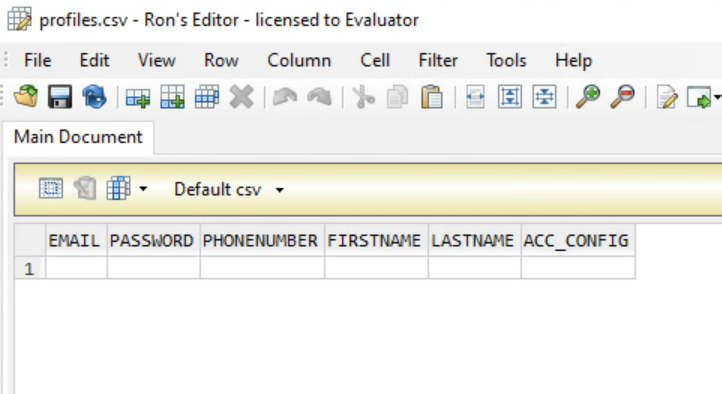 profiles.csv - Ron's Editor - licensed to Evaluator
File Edit View Row Column Cell Filter Tools Help
Main Document
Default csv
EMAIL PASSWORD PHONENUMBER FIRSTNAME LASTNAME ACC_CONFIG
1